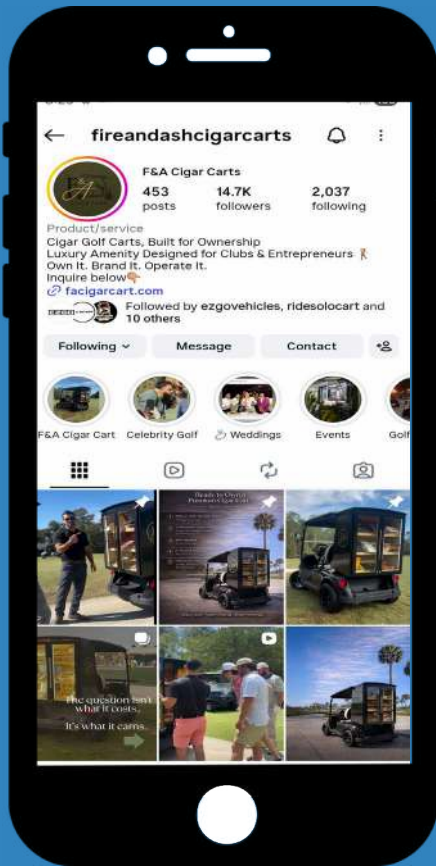 fireandashcigarcarts
F&A Cigar Carts
453 14.7K 2,037
posts followers following
Product/service
Cigar Golf Carts, Built for Ownership
Luxury Amenity Designed for Clubs & Entrepreneurs
Own It. Brand It. Operate It.
Inquire below
facigarcart.com
Followed by ezgovehicles, ridesolocart and
10 others
Following Message Contact
F&A Cigar Cart Celebrity Golf Weddings Events Golf
Ready to Own?
The question isn't
what it costs.
It's what it earns.